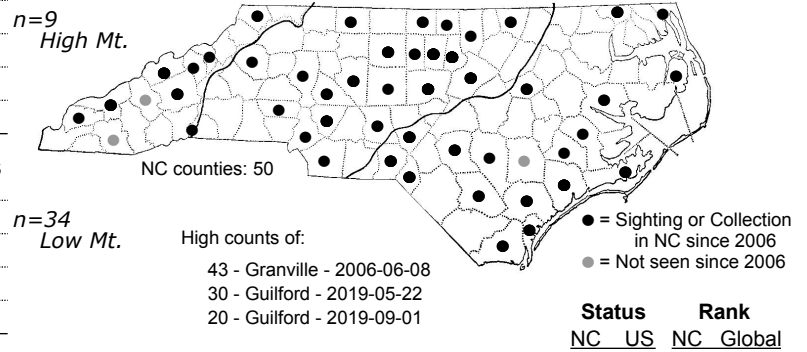 n=9
High Mt.
NC counties: 50
n=34
Low Mt.
High counts of:
43 - Granville - 2006-06-08
30 - Guilford - 2019-05-22
20 - Guilford - 2019-09-01
● = Sighting or Collection
in NC since 2006
● = Not seen since 2006
Status Rank
NC US NC Global